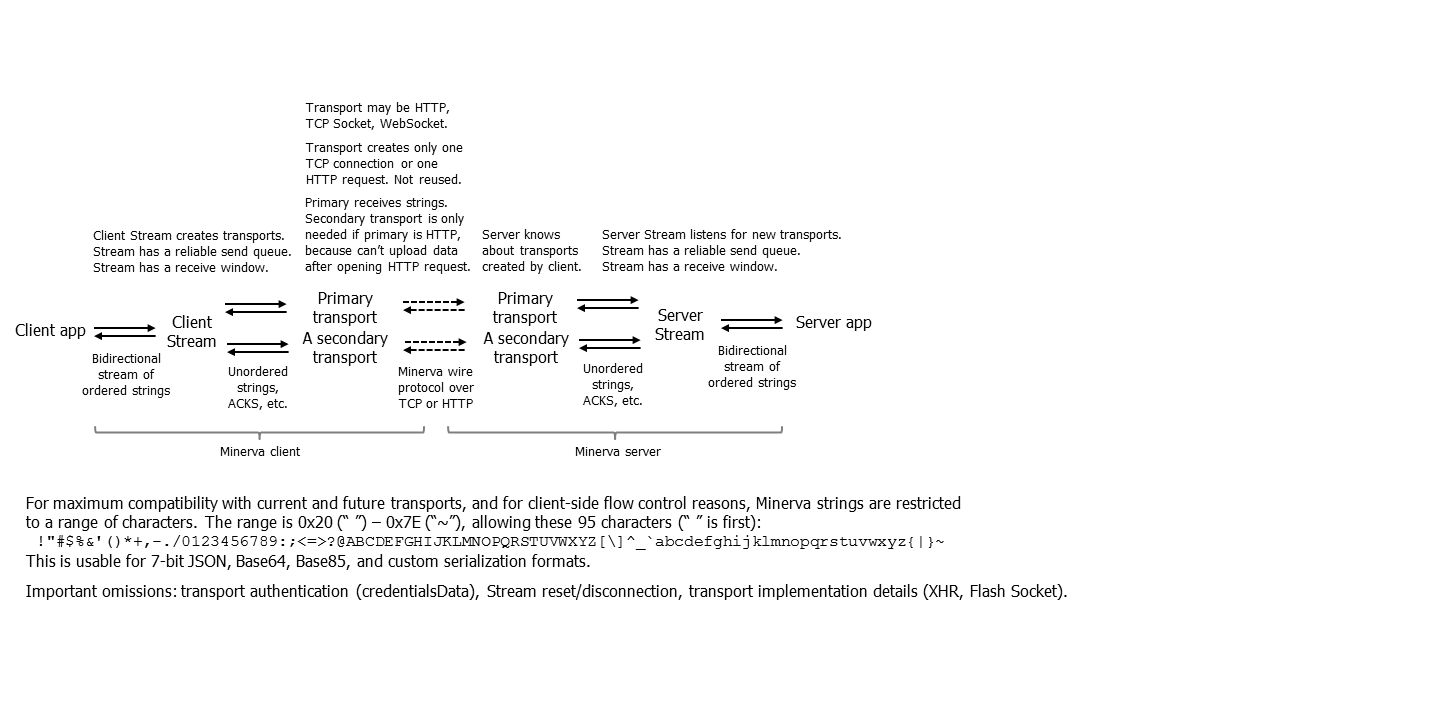 Transport may be HTTP,
TCP Socket, WebSocket.
Transport creates only one
TCP connection or one
HTTP request. Not reused.
Primary receives strings.
Secondary transport is only
needed if primary is HTTP,
because can’t upload data
after opening HTTP request.
Client Stream creates transports.
Stream has a reliable send queue.
Stream has a receive window.
Server knows
about transports
created by client.
Server Stream listens for new transports.
Stream has a reliable send queue.
Stream has a receive window.
Client app
Bidirectional
stream of
ordered strings
Client
Stream
Unordered
strings,
ACKS, etc.
Primary
transport
A secondary
transport
Minerva wire
protocol over
TCP or HTTP
Primary
transport
A secondary
transport
Unordered
strings,
ACKS, etc.
Server
Stream
Bidirectional
stream of
ordered strings
Server app
Minerva client
Minerva server
For maximum compatibility with current and future transports, and for client-side flow control reasons, Minerva strings are restricted
to a range of characters. The range is 0x20 (“ ”) – 0x7E (“~”), allowing these 95 characters (“ ” is first):
!"#$%&'()*+,-./0123456789:;<=>?@ABCDEFGHIJKLMNOPQRSTUVWXYZ[\]^_`abcdefghijklmnopqrstuvwxyz{|}~
This is usable for 7-bit JSON, Base64, Base85, and custom serialization formats.
Important omissions: transport authentication (credentialsData), Stream reset/disconnection, transport implementation details (XHR, Flash Socket).